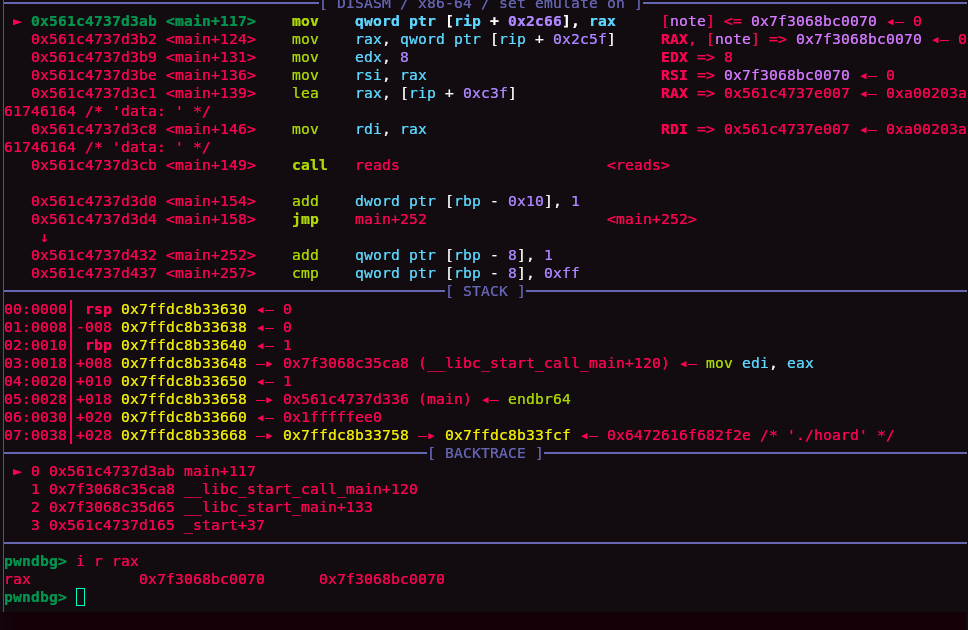 [ DISASM / x86-64 / set emulate on ]
► 0x561c4737d3ab <main+117> mov qword ptr [rip + 0x2c66], rax [note] <= 0x7f3068bc0070 ◂— 0
0x561c4737d3b2 <main+124> mov rax, qword ptr [rip + 0x2c5f] RAX, [note] => 0x7f3068bc0070 ◂— 0
0x561c4737d3b9 <main+131> mov edx, 8 EDX => 8
0x561c4737d3be <main+136> mov rsi, rax RSI => 0x7f3068bc0070 ◂— 0
0x561c4737d3c1 <main+139> lea rax, [rip + 0xc3f] RAX => 0x561c4737e007 ◂— 0xa00203a
61746164 /* 'data: ' */
0x561c4737d3c8 <main+146> mov rdi, rax RDI => 0x561c4737e007 ◂— 0xa00203a
61746164 /* 'data: ' */
0x561c4737d3cb <main+149> call reads <reads>
0x561c4737d3d0 <main+154> add dword ptr [rbp - 0x10], 1
0x561c4737d3d4 <main+158> jmp main+252 <main+252>
↓
0x561c4737d432 <main+252> add qword ptr [rbp - 8], 1
0x561c4737d437 <main+257> cmp qword ptr [rbp - 8], 0xff
[ STACK ]
00:0000│ rsp 0x7ffdc8b33630 ◂— 0
01:0008│-008 0x7ffdc8b33638 ◂— 0
02:0010│ rbp 0x7ffdc8b33640 ◂— 1
03:0018│+008 0x7ffdc8b33648 —▸ 0x7f3068c35ca8 (__libc_start_call_main+120) ◂— mov edi, eax
04:0020│+010 0x7ffdc8b33650 ◂— 1
05:0028│+018 0x7ffdc8b33658 —▸ 0x561c4737d336 (main) ◂— endbr64
06:0030│+020 0x7ffdc8b33660 ◂— 0x1fffffee0
07:0038│+028 0x7ffdc8b33668 —▸ 0x7ffdc8b33758 —▸ 0x7ffdc8b33fcf ◂— 0x6472616f682f2e /* './hoard' */
[ BACKTRACE ]
► 0 0x561c4737d3ab main+117
1 0x7f3068c35ca8 __libc_start_call_main+120
2 0x7f3068c35d65 __libc_start_main+133
3 0x561c4737d165 _start+37
pwndbg> i r rax
rax 0x7f3068bc0070 0x7f3068bc0070
pwndbg>